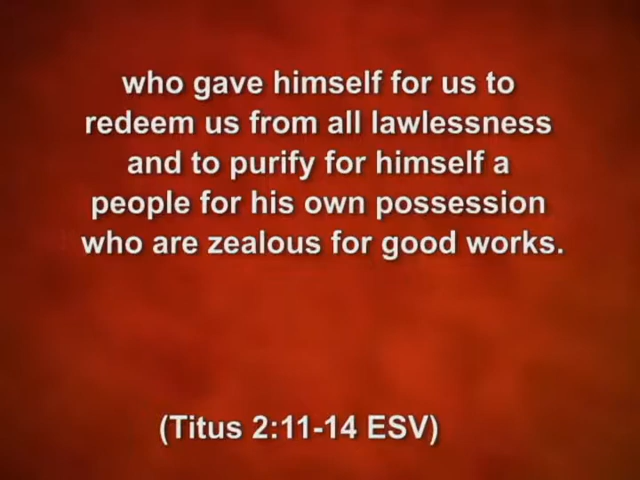 who gave himself for us to
redeem us from all lawlessness
and to purify for himself a
people for his own possession
who are zealous for good works.
(Titus 2:11-14 ESV)